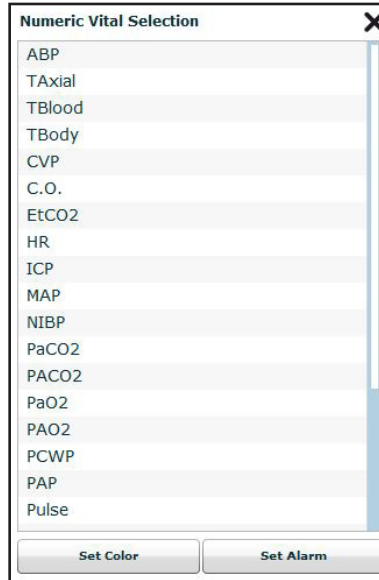 Numeric Vital Selection
ABP
TAxial
TBlood
TBody
CVP
C.O.
EtCO2
HR
ICP
MAP
NIBP
PaCO2
PACO2
PaO2
PAO2
PCWP
PAP
Pulse
Set Color
Set Alarm